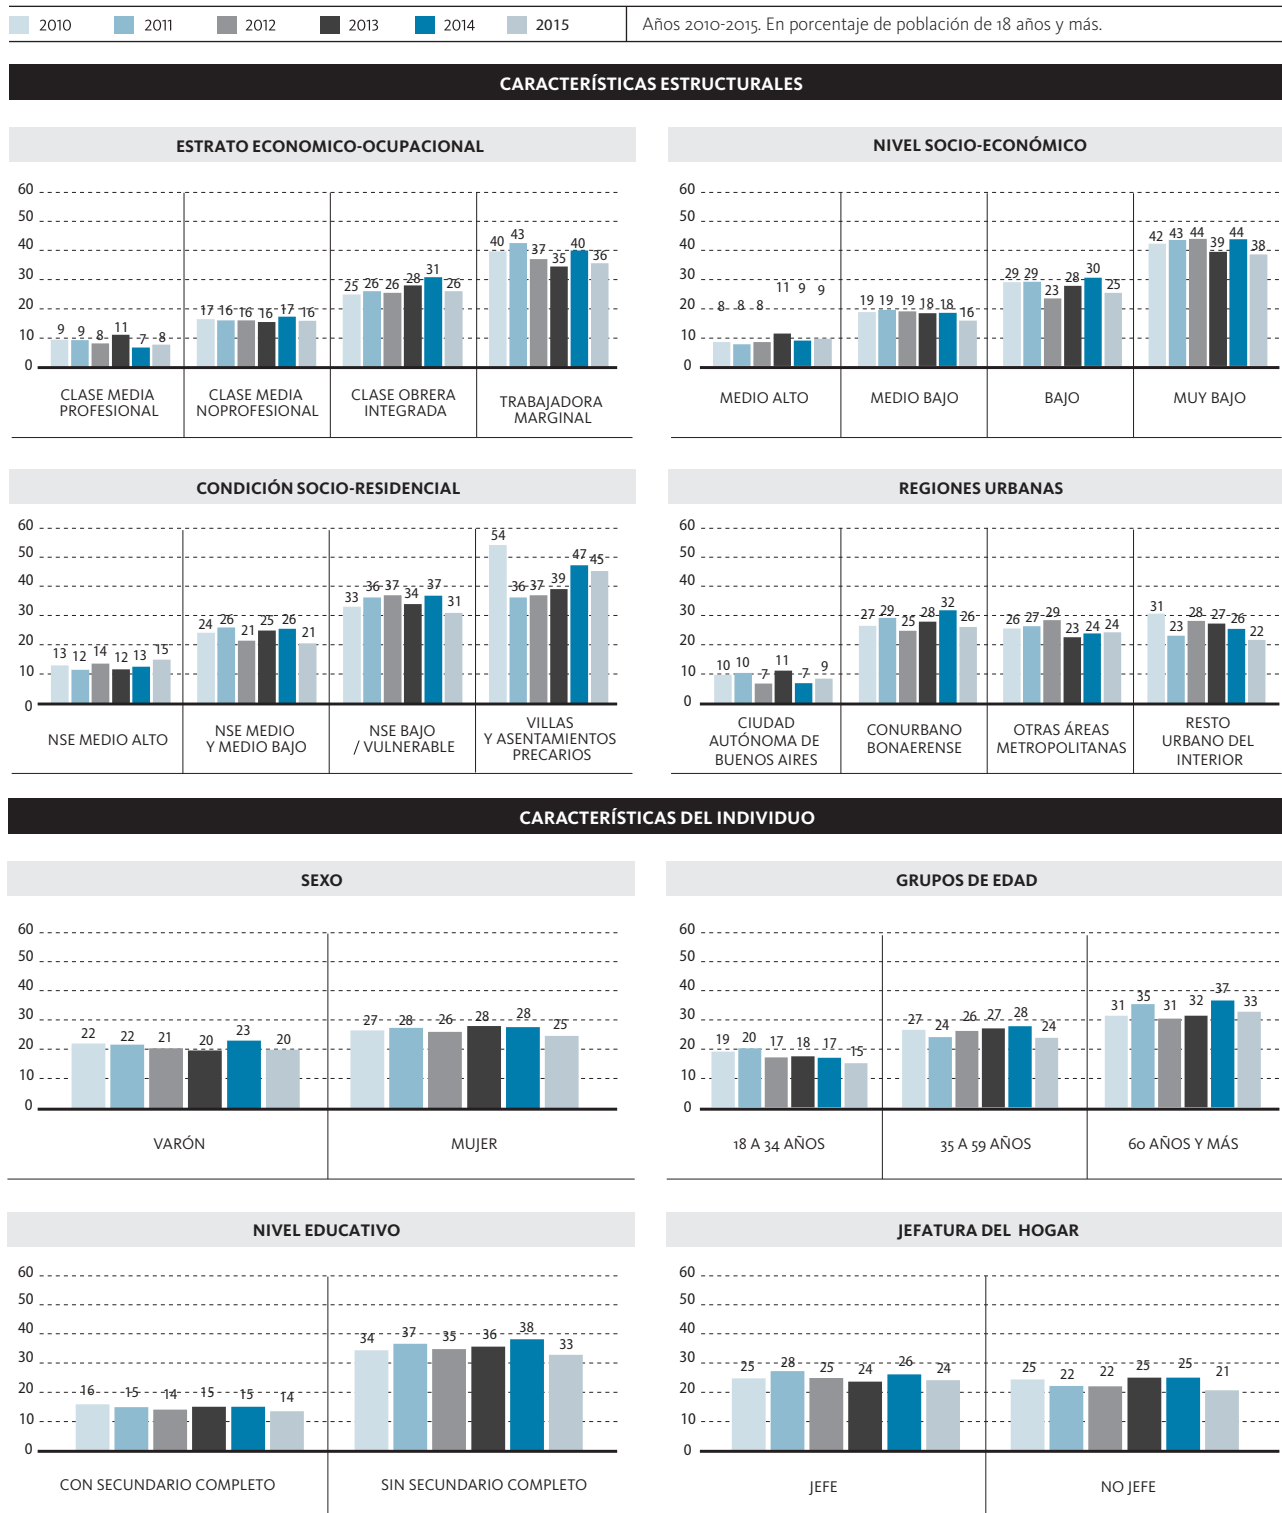 2010 2011 2012 2013 2014 2015 Años 2010-2015. En porcentaje de población de 18 años y más.
CARACTERÍSTICAS ESTRUCTURALES
ESTRATO ECONOMICO-OCUPACIONAL
60
50
40
30
20
10
0
9 9 8 11 7 8
17 16 16 16 17 16
25 26 26 28 31 26
40 43 37 35 40 36
CLASE MEDIA
PROFESIONAL
CLASE MEDIA
NOPROFESIONAL
CLASE OBRERA
INTEGRADA
TRABAJADORA
MARGINAL
NIVEL SOCIO-ECONÓMICO
60
50
40
30
20
10
0
8 8 8 11 9 9
19 19 19 18 18 16
29 29 23 28 30 25
42 43 44 39 44 38
MEDIO ALTO
MEDIO BAJO
BAJO
MUY BAJO
CONDICIÓN SOCIO-RESIDENCIAL
60
50
40
30
20
10
0
13 12 14 12 13 15
24 26 21 25 26 21
33 36 37 34 37 31
54 36 37 39 47 45
NSE MEDIO ALTO
NSE MEDIO
Y MEDIO BAJO
NSE BAJO
/ VULNERABLE
VILLAS
Y ASENTAMIENTOS
PRECARIOS
REGIONES URBANAS
60
50
40
30
20
10
0
10 10 7 11 7 9
27 29 25 28 32 26
26 27 29 23 24 24
31 23 28 27 26 22
CIUDAD
AUTÓNOMA DE
BUENOS AIRES
CONURBANO
BONAERENSE
OTRAS ÁREAS
METROPOLITANAS
RESTO
URBANO DEL
INTERIOR
CARACTERÍSTICAS DEL INDIVIDUO
SEXO
60
50
40
30
20
10
0
22 22 21 20 23 20
27 28 26 28 28 25
VARÓN
MUJER
GRUPOS DE EDAD
60
50
40
30
20
10
0
19 20 17 18 17 15
27 24 26 27 28 24
31 35 31 32 37 33
18 A 34 AÑOS
35 A 59 AÑOS
60 AÑOS Y MÁS
NIVEL EDUCATIVO
60
50
40
30
20
10
0
16 15 14 15 15 14
34 37 35 36 38 33
CON SECUNDARIO COMPLETO
SIN SECUNDARIO COMPLETO
JEFATURA DEL HOGAR
60
50
40
30
20
10
0
25 28 25 24 26 24
25 22 22 25 25 21
JEFE
NO JEFE